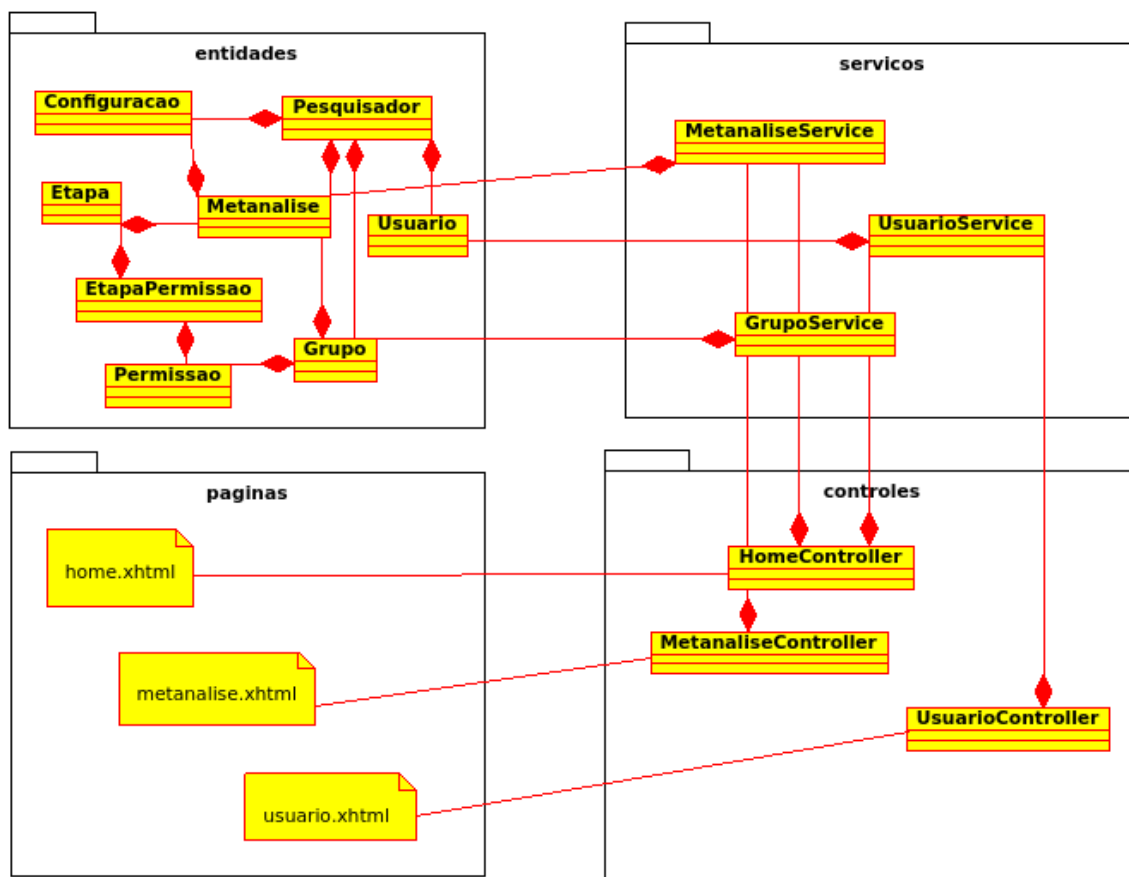 entidades
Configuracao
Pesquisador
Etapa
Metanalise
Usuario
EtapaPermissao
Grupo
Permissao
servicos
MetanaliseService
UsuarioService
GrupoService
paginas
home.xhtml
metanalise.xhtml
usuario.xhtml
controles
HomeController
MetanaliseController
UsuarioController